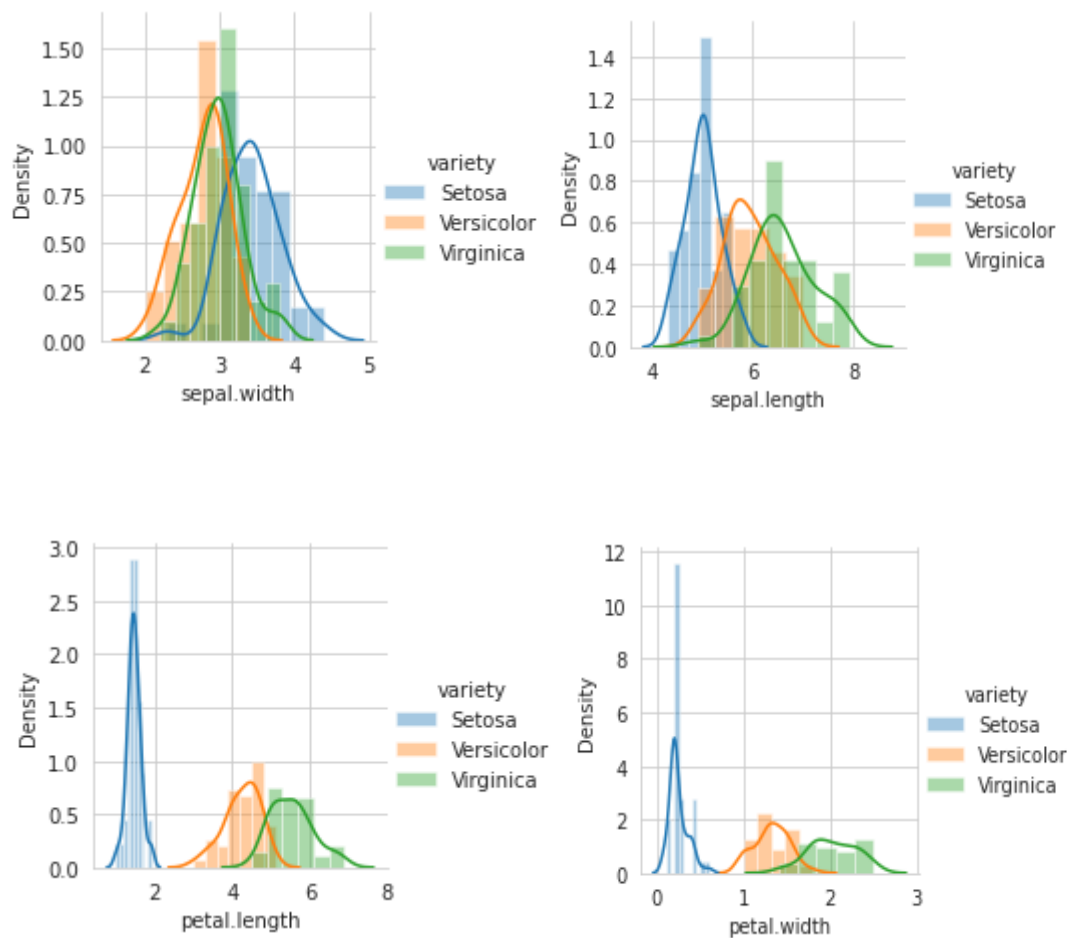 1.50
1.25
1.00
0.75
0.50
0.25
0.00
Density
2 3 4 5
sepal.width
variety
Setosa
Versicolor
Virginica
1.4
1.2
1.0
0.8
0.6
0.4
0.2
0.0
Density
4 6 8
sepal.length
variety
Setosa
Versicolor
Virginica
3.0
2.5
2.0
1.5
1.0
0.5
0.0
Density
2 4 6 8
petal.length
variety
Setosa
Versicolor
Virginica
12
10
8
6
4
2
0
Density
0 1 2 3
petal.width
variety
Setosa
Versicolor
Virginica